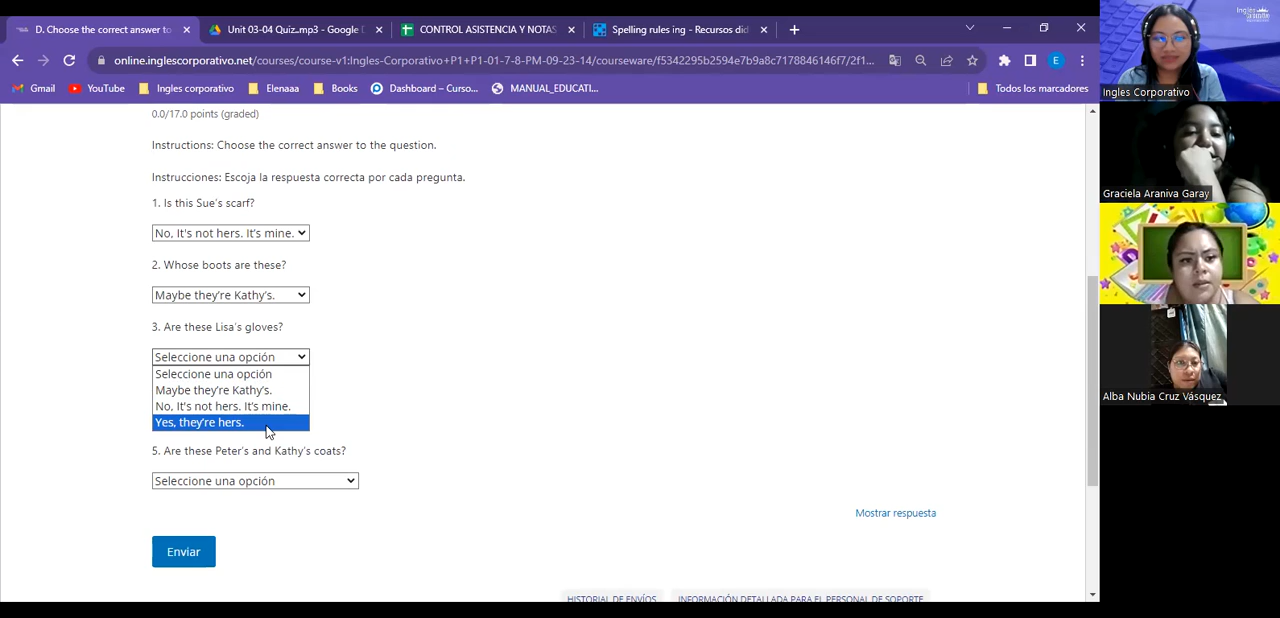 D. Choose the correct answer to
Unit 03-04 Quiz.mp3 - Google D
CONTROL ASISTENCIA Y NOTAS
Spelling rules ing - Recursos did
online.inglescorporativo.net/courses/course-v1:Ingles-Corporativo+P1+P1-01-7-8-PM-09-23-14/courseware/f5342295b2594e7b9a8c7178846146f7/2f1...
E
Gmail
YouTube
Ingles corporativo
Elenaaa
Books
Dashboard – Curso...
MANUAL_EDUCATI...
Todos los marcadores
0.0/17.0 points (graded)
Instructions: Choose the correct answer to the question.
Instrucciones: Escoja la respuesta correcta por cada pregunta.
1. Is this Sue's scarf?
No, It's not hers. It's mine.
2. Whose boots are these?
Maybe they're Kathy's.
3. Are these Lisa's gloves?
Seleccione una opción
Seleccione una opción
Maybe they're Kathy's.
No, It's not hers. It's mine.
Yes, they're hers.
5. Are these Peter's and Kathy's coats?
Seleccione una opción
Mostrar respuesta
Enviar
HISTORIAL DE ENVÍOS
INFORMACIÓN DETALLADA PARA EL PERSONAL DE SOPORTE
Ingles Corporativo
Graciela Araniva Garay
Alba Nubia Cruz Vásquez